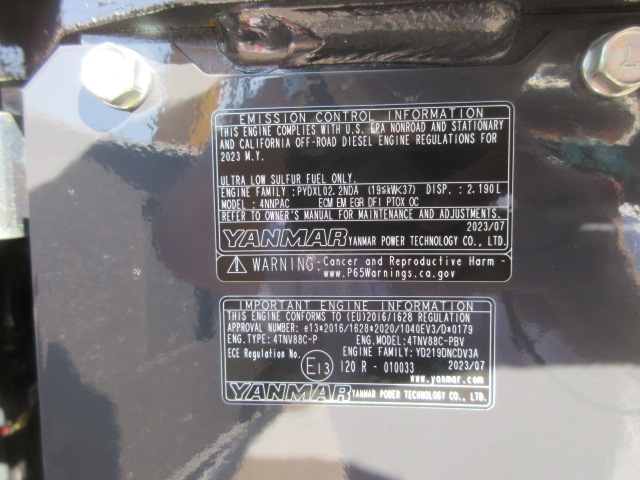 EMISSION CONTROL INFORMATION
THIS ENGINE COMPLIES WITH U.S. EPA NONROAD AND STATIONARY
AND CALIFORNIA OFF-ROAD DIESEL ENGINE REGULATIONS FOR
2023 M.Y.
ULTRA LOW SULFUR FUEL ONLY.
ENGINE FAMILY : PYDXL02.2NDA (19≤kW<37) DISP. : 2.190 L
MODEL : 4NNPAC ECM EM EGR DFI PTOX OC
REFER TO OWNER'S MANUAL FOR MAINTENANCE AND ADJUSTMENTS.
2023/07
YANMAR YANMAR POWER TECHNOLOGY CO., LTD.
WARNING: Cancer and Reproductive Harm -
www.P65Warnings.ca.gov
IMPORTANT ENGINE INFORMATION
THIS ENGINE CONFORMS TO (EU)2016/1628 REGULATION
APPROVAL NUMBER: e13*2016/1628*2020/1040EV3/D*0179
ENG.TYPE: 4TNV88C-P ENG.MODEL: 4TNV88C-PBV
ENGINE FAMILY: YD219DNCDV3A
ECE Regulation No. E13 120 R - 010033 2023/07
www.yanmar.com
YANMAR YANMAR POWER TECHNOLOGY CO., LTD.